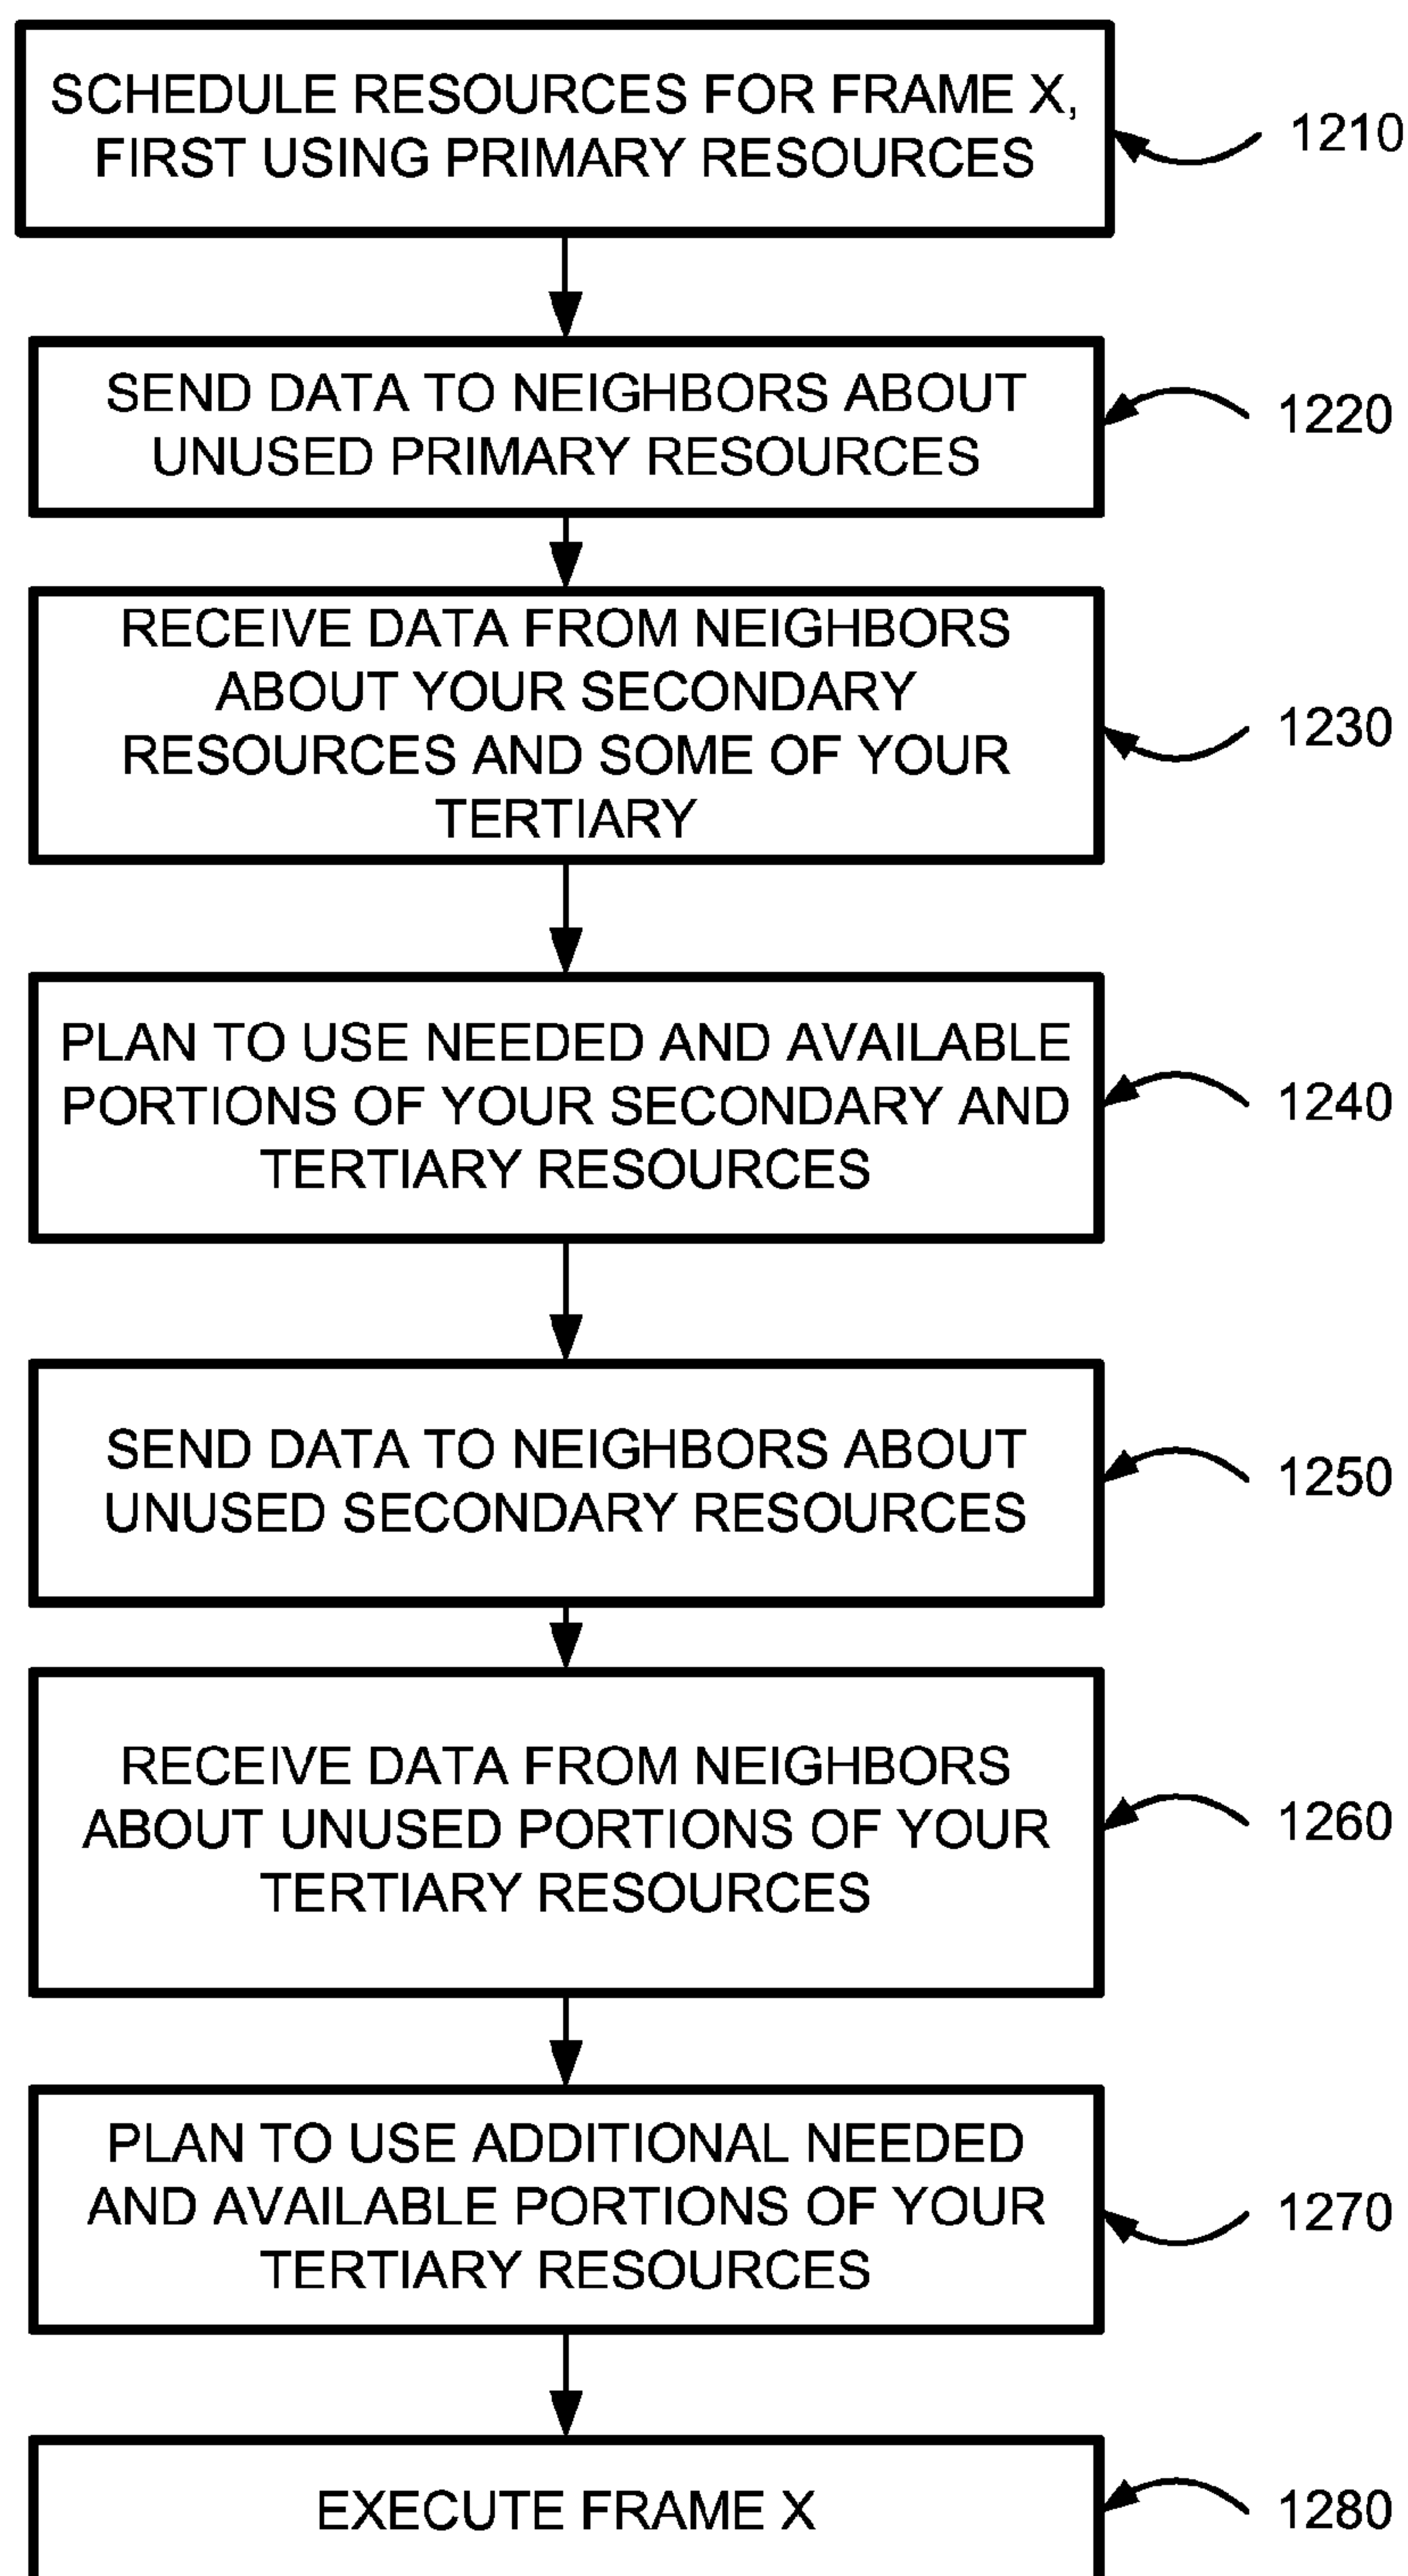 SCHEDULE RESOURCES FOR FRAME X,
FIRST USING PRIMARY RESOURCES
1210
SEND DATA TO NEIGHBORS ABOUT
UNUSED PRIMARY RESOURCES
1220
RECEIVE DATA FROM NEIGHBORS
ABOUT YOUR SECONDARY
RESOURCES AND SOME OF YOUR
TERTIARY
1230
PLAN TO USE NEEDED AND AVAILABLE
PORTIONS OF YOUR SECONDARY AND
TERTIARY RESOURCES
1240
SEND DATA TO NEIGHBORS ABOUT
UNUSED SECONDARY RESOURCES
1250
RECEIVE DATA FROM NEIGHBORS
ABOUT UNUSED PORTIONS OF YOUR
TERTIARY RESOURCES
1260
PLAN TO USE ADDITIONAL NEEDED
AND AVAILABLE PORTIONS OF YOUR
TERTIARY RESOURCES
1270
EXECUTE FRAME X
1280